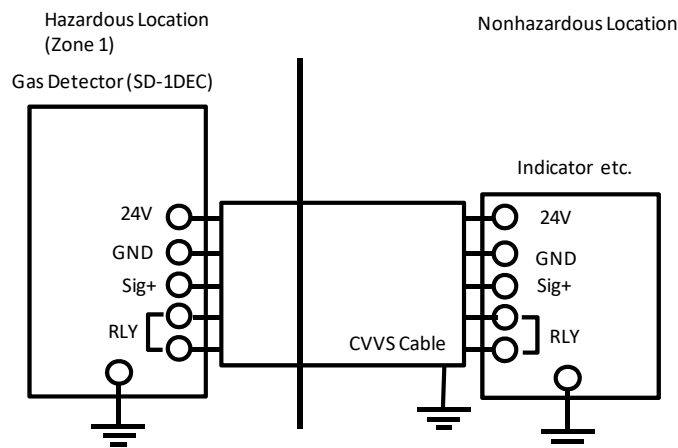 Hazardous Location
(Zone 1)
Nonhazardous Location
Gas Detector (SD-1DEC)
Indicator etc.
24V
GND
Sig+
RLY
CVVS Cable
24V
GND
Sig+
RLY